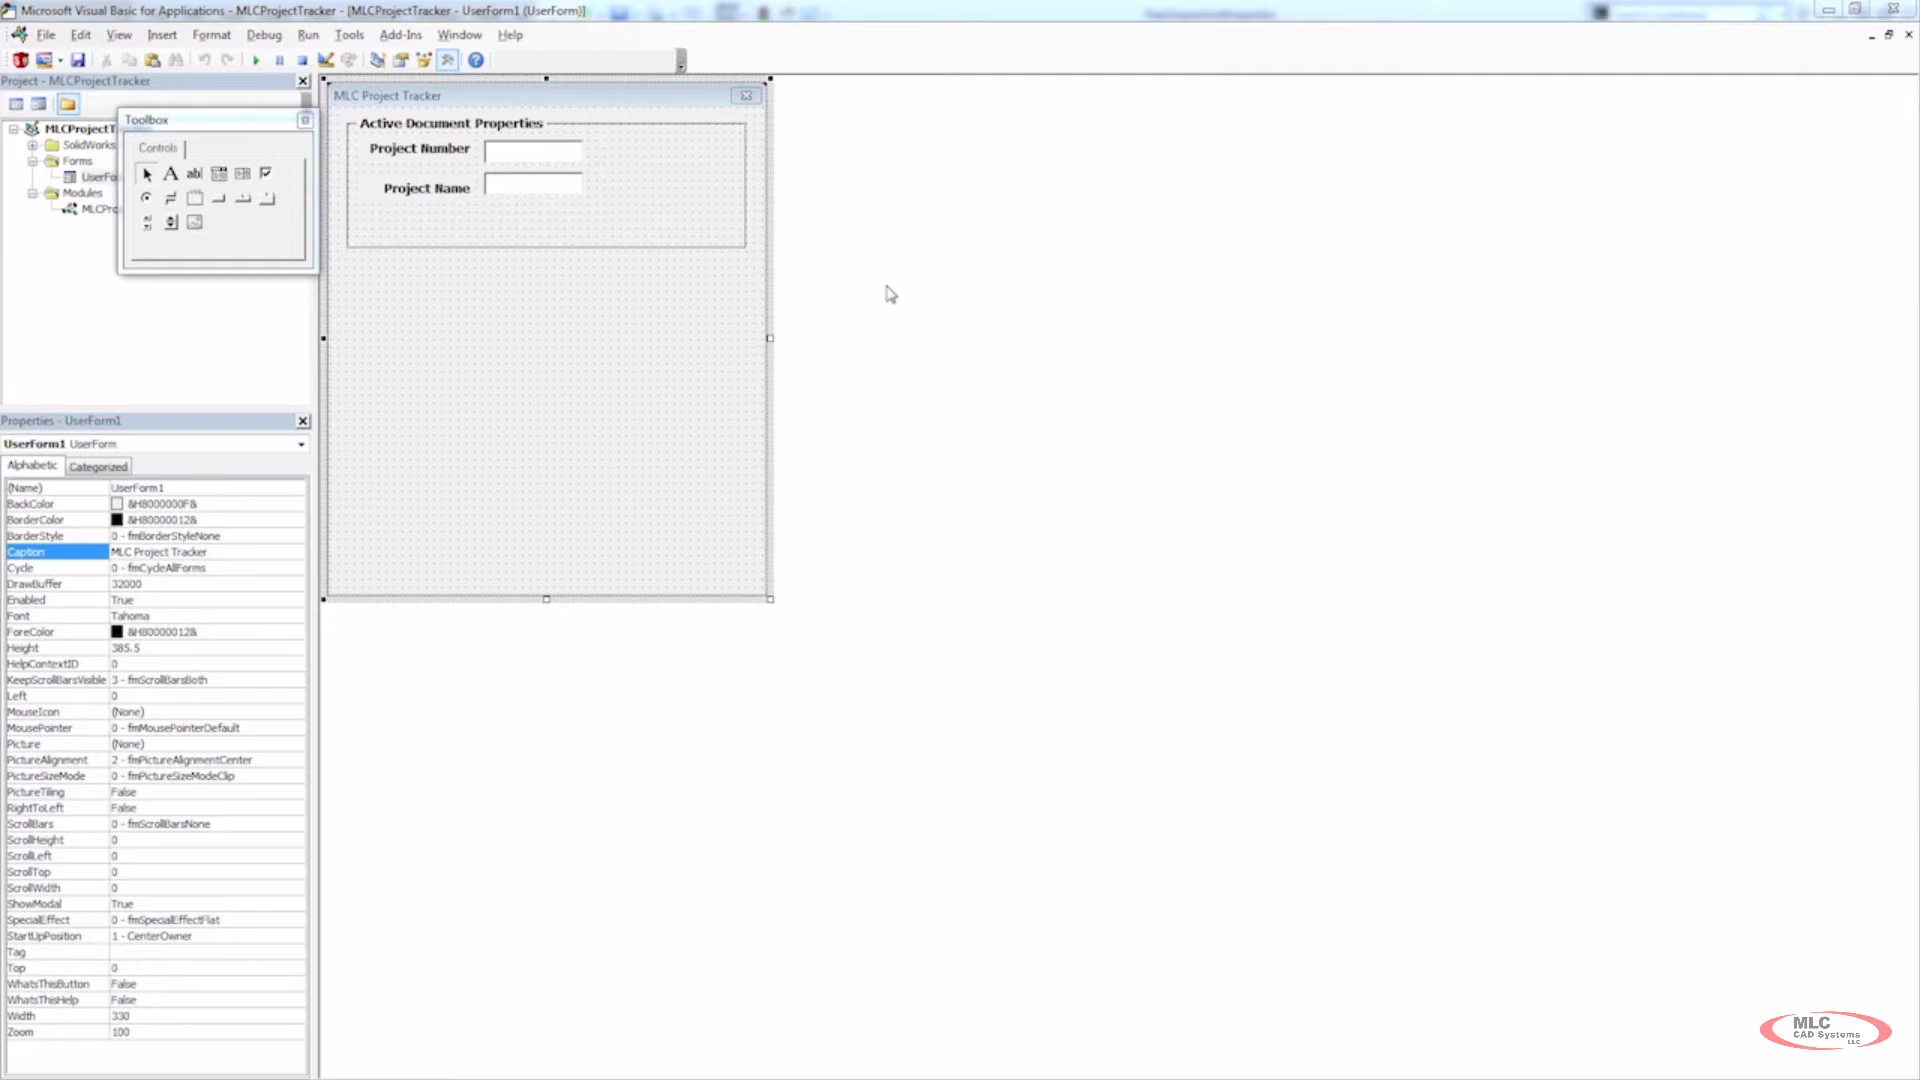 Microsoft Visual Basic for Applications - MLCProjectTracker - [MLCProjectTracker - UserForm1 (UserForm)]
File Edit View Insert Format Debug Run Tools Add-Ins Window Help
Project - MLCProjectTracker
MLCProjectT
SolidWorks
Forms
UserFo
Modules
MLCPro
Toolbox
Controls
A abl
MLC Project Tracker
Active Document Properties
Project Number
Project Name
Properties - UserForm1
UserForm1 UserForm
Alphabetic Categorized
(Name) UserForm1
BackColor &H8000000F&
BorderColor &H80000012&
BorderStyle 0 - fmBorderStyleNone
Caption MLC Project Tracker
Cycle 0 - fmCycleAllForms
DrawBuffer 32000
Enabled True
Font Tahoma
ForeColor &H80000012&
Height 385.5
HelpContextID 0
KeepScrollBarsVisible 3 - fmScrollBarsBoth
Left 0
MouseIcon (None)
MousePointer 0 - fmMousePointerDefault
Picture (None)
PictureAlignment 2 - fmPictureAlignmentCenter
PictureSizeMode 0 - fmPictureSizeModeClip
PictureTiling False
RightToLeft False
ScrollBars 0 - fmScrollBarsNone
ScrollHeight 0
ScrollLeft 0
ScrollTop 0
ScrollWidth 0
ShowModal True
SpecialEffect 0 - fmSpecialEffectFlat
StartUpPosition 1 - CenterOwner
Tag
Top 0
WhatsThisButton False
WhatsThisHelp False
Width 330
Zoom 100
MLC
CAD Systems
LLC